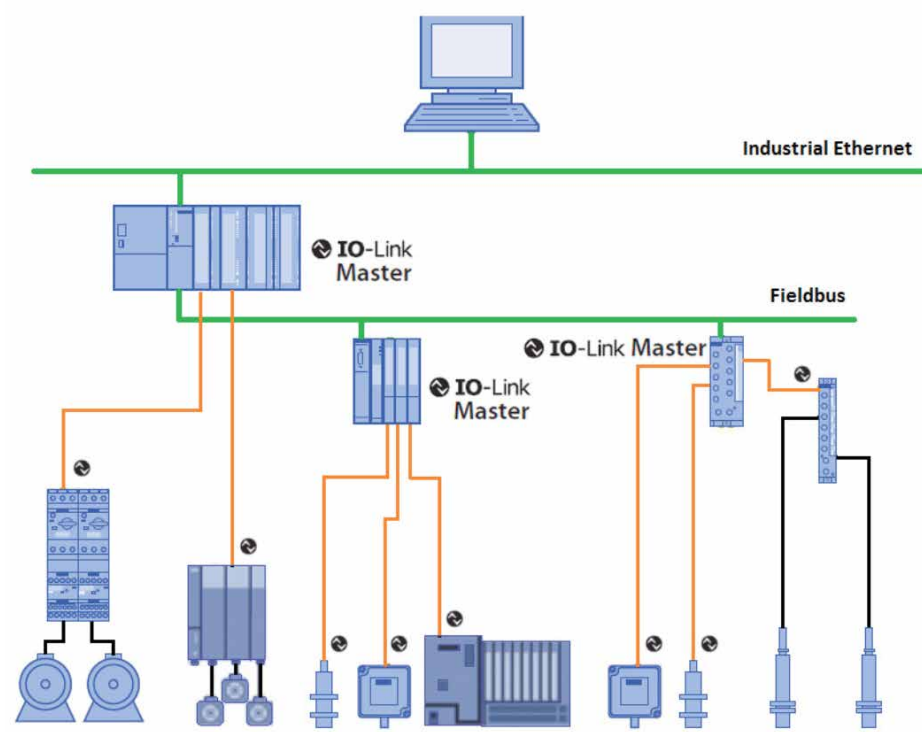 Industrial Ethernet
IO-Link
Master
Fieldbus
IO-Link Master
IO-Link
Master